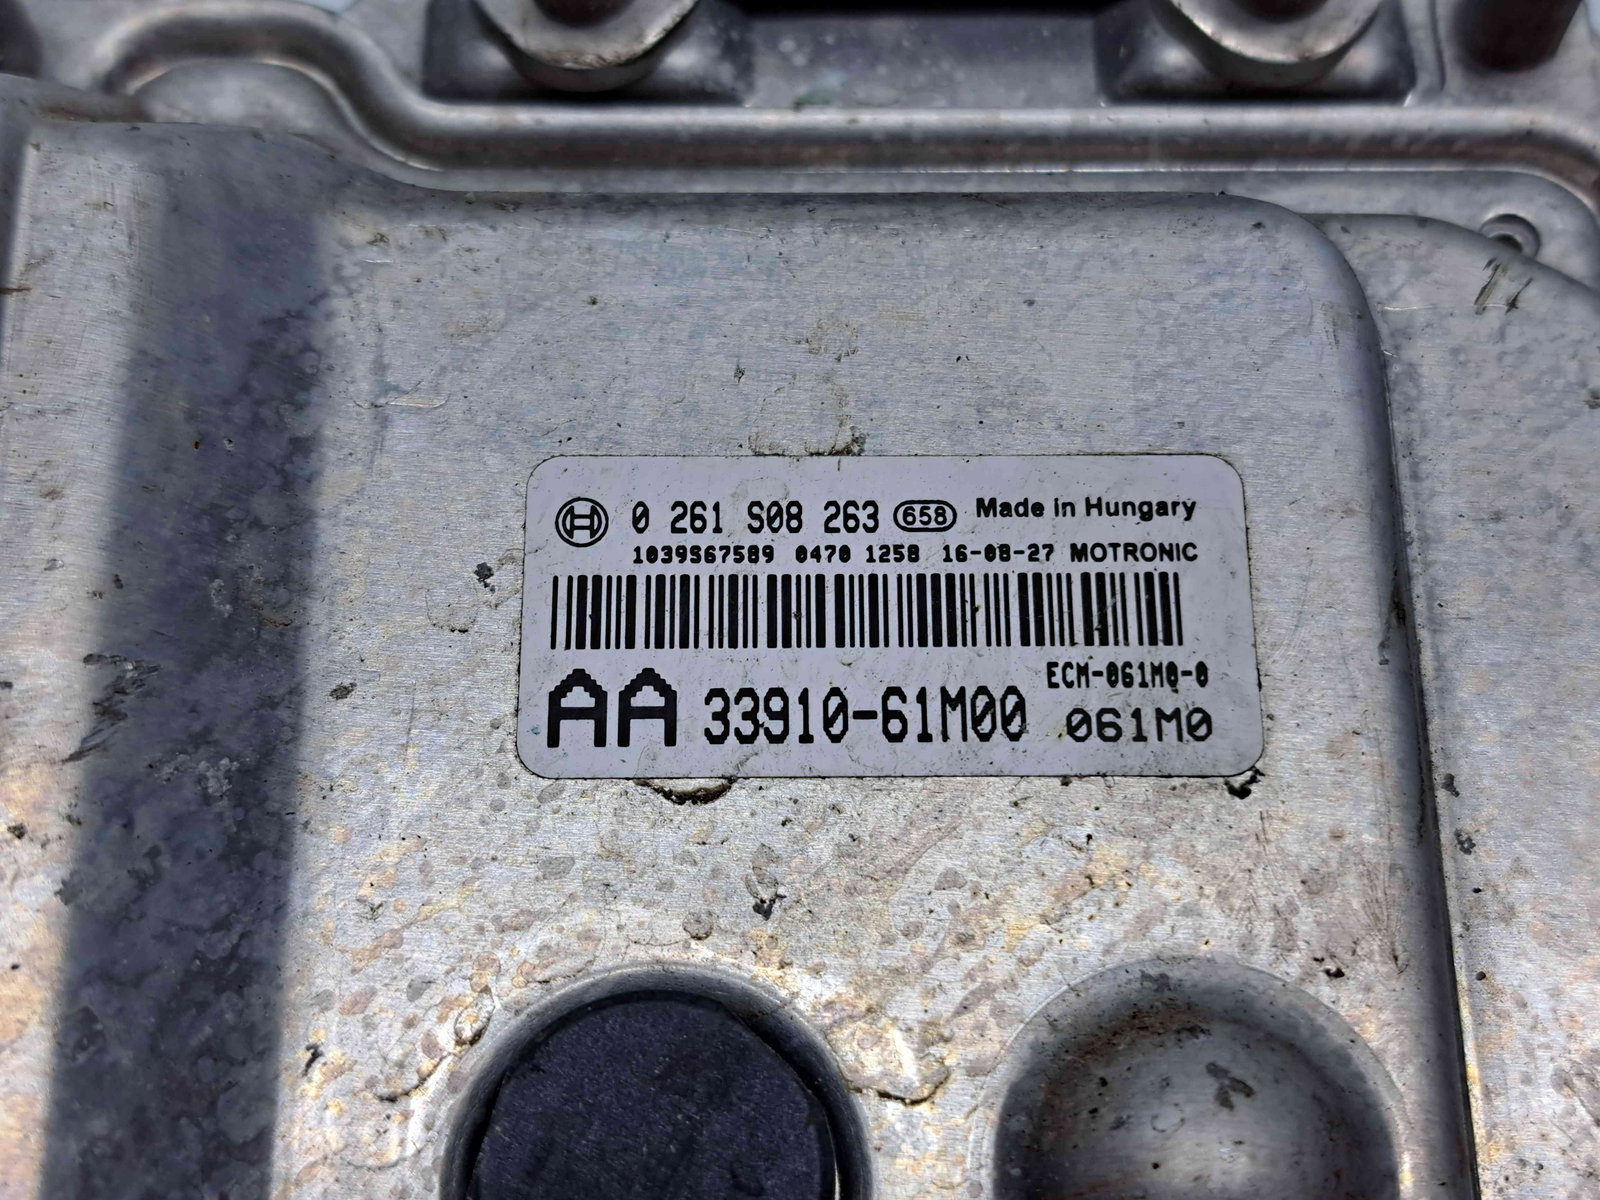 0 261 S08 263 658 Made in Hungary
1039S67589 0470 1258 16-08-27 MOTRONIC
ECM-061M0-0
AA 33910-61M00 061M0